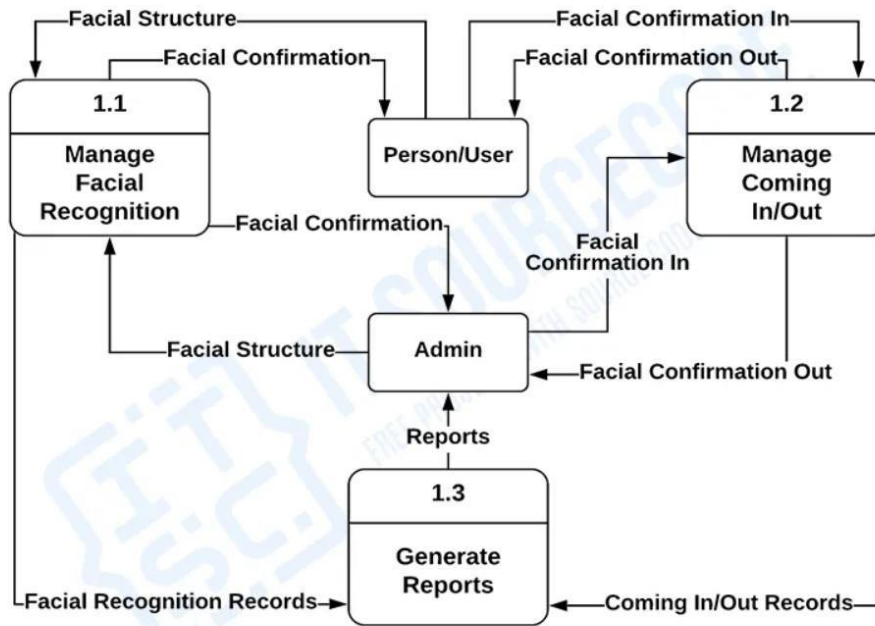 Facial Structure
Facial Confirmation In
Facial Confirmation
Facial Confirmation Out
1.1
Manage
Facial
Recognition
Person/User
1.2
Manage
Coming
In/Out
Facial Confirmation
Facial
Confirmation In
Facial Structure
Admin
Facial Confirmation Out
Reports
1.3
Generate
Reports
Facial Recognition Records
Coming In/Out Records
IT SOURCECODE